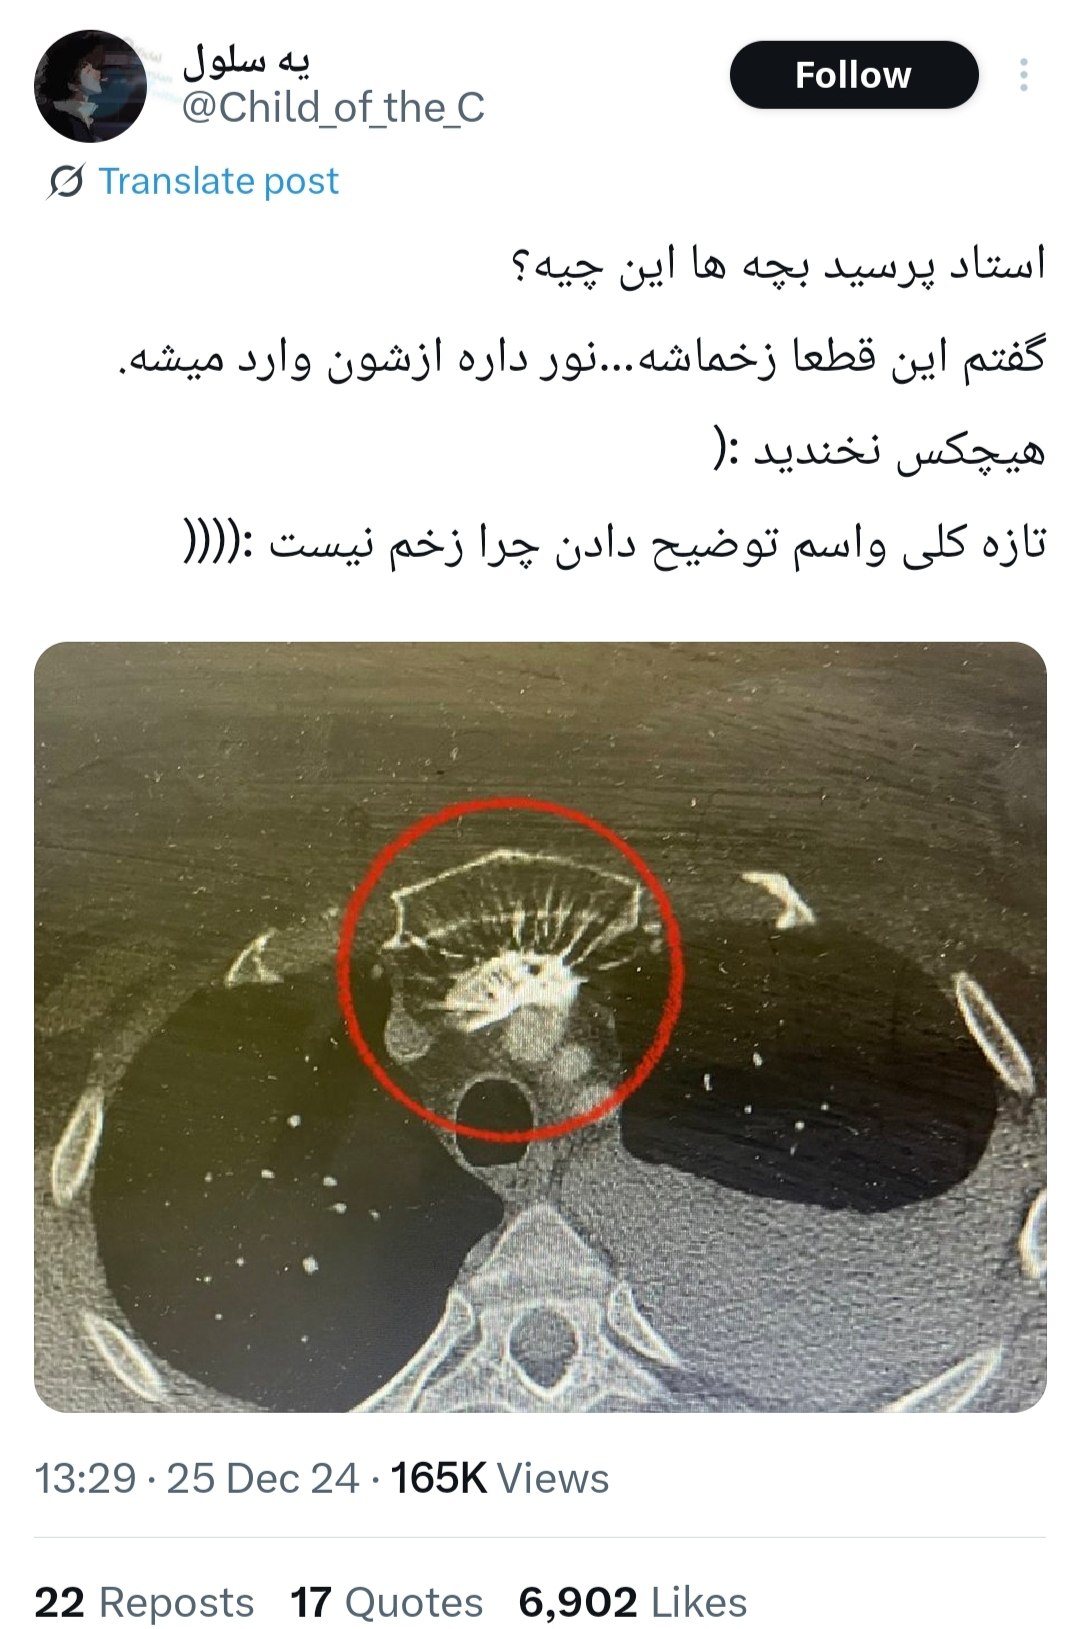 یه سلول
@Child_of_the_C
Follow
Translate post
استاد پرسید بچه ها این چیه؟
گفتم این قطعا زخماشه...نور داره ازشون وارد میشه.
هیچکس نخندید :(
تازه کلی واسم توضیح دادن چرا زخم نیست :((((
13:29 · 25 Dec 24 · 165K Views
22 Reposts 17 Quotes 6,902 Likes